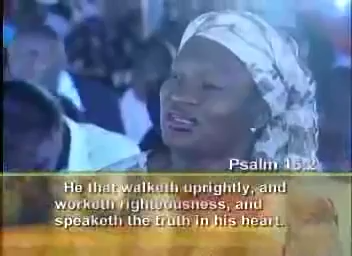 Psalm 15:2
He that walketh uprightly, and
worketh righteousness, and
speaketh the truth in his heart.